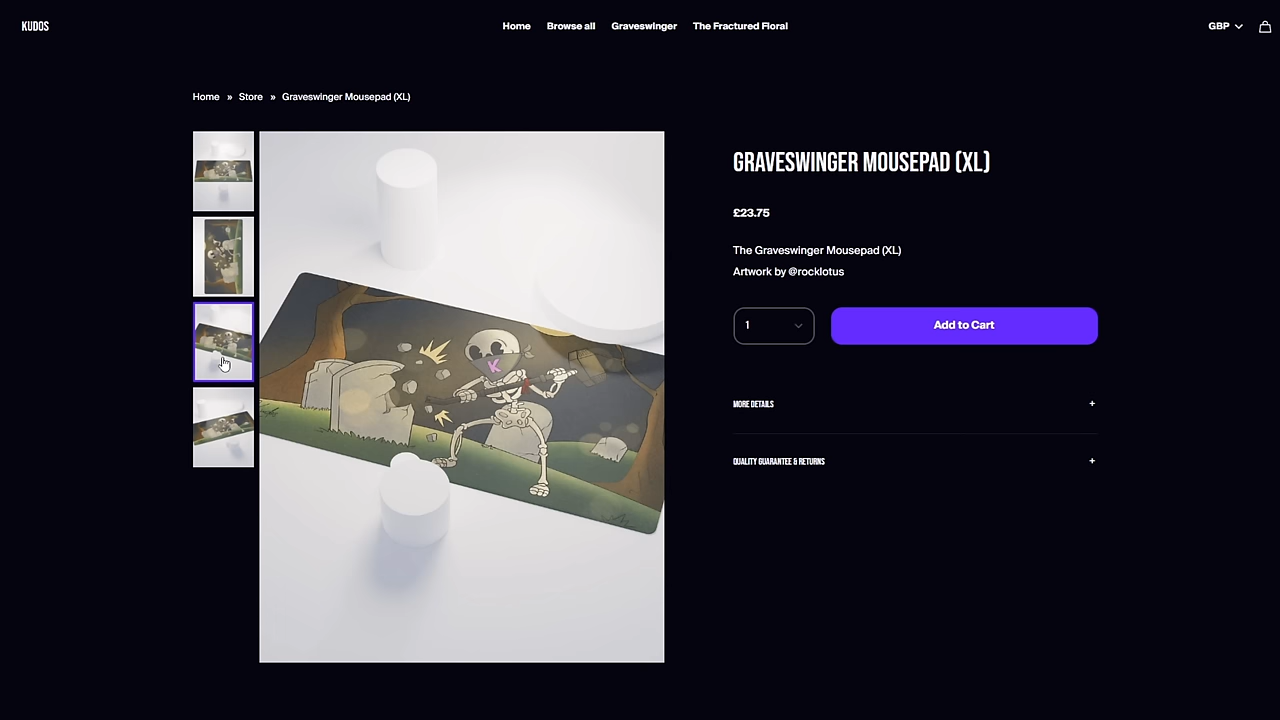 KUDOS
Home Browse all Graveswinger The Fractured Floral
GBP
Home » Store » Graveswinger Mousepad (XL)
GRAVESWINGER MOUSEPAD (XL)
£23.75
The Graveswinger Mousepad (XL)
Artwork by @rocklotus
1 Add to Cart
K
MORE DETAILS +
QUALITY GUARANTEE & RETURNS +